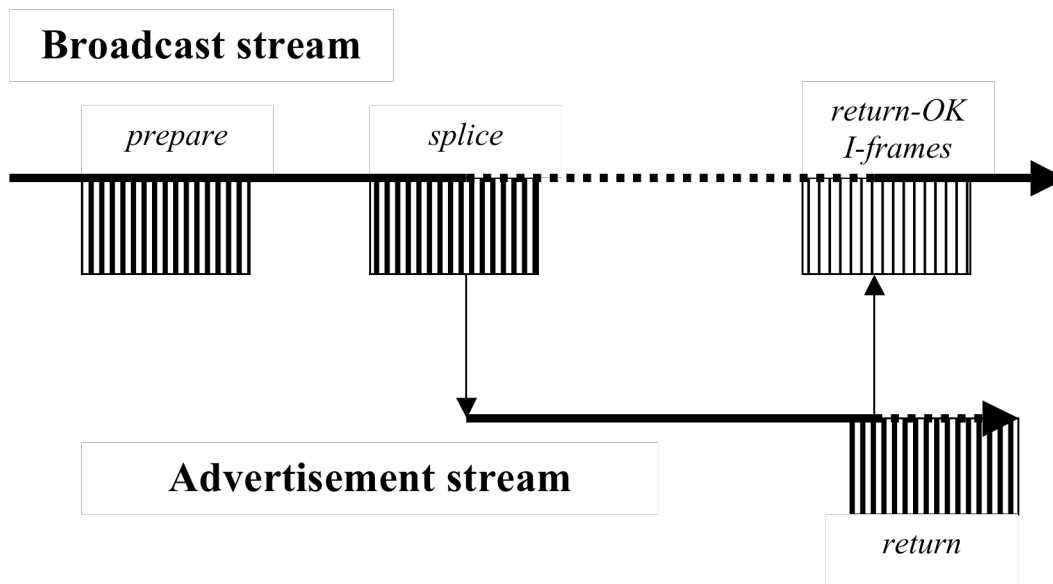 Broadcast stream
prepare
splice
return-OK
I-frames
Advertisement stream
return